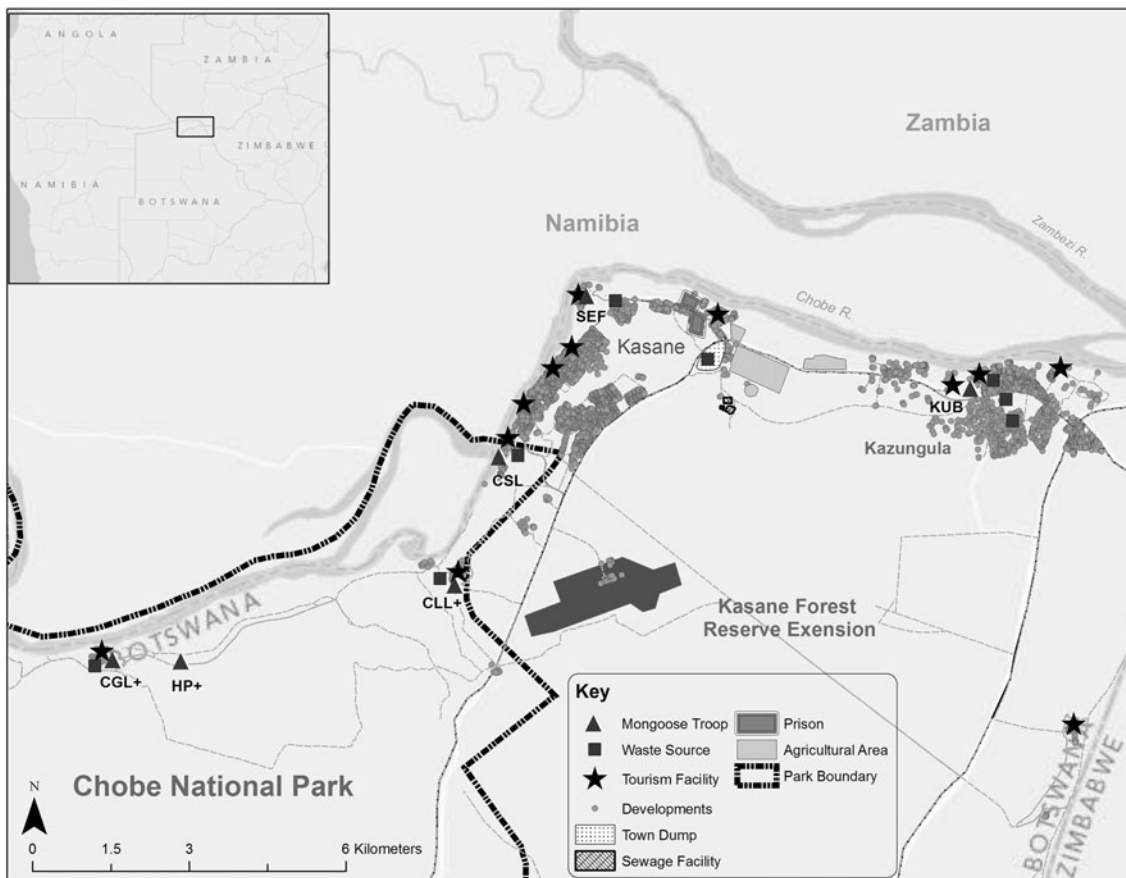 ANGOLA
ZAMBIA
ZIMBABWE
NAMIBIA
BOTSWANA
Zambia
Namibia
Zambezi R.
Chobe R.
SEF
Kasane
KUB
Kazungula
CSL
CLL+
BOTSWANA
CGL+
HP+
Kasane Forest
Reserve Exension
Chobe National Park
BOTSWANA
ZIMBABWE
N
0 1.5 3 6 Kilometers
Key
Mongoose Troop
Waste Source
Tourism Facility
Developments
Town Dump
Sewage Facility
Prison
Agricultural Area
Park Boundary